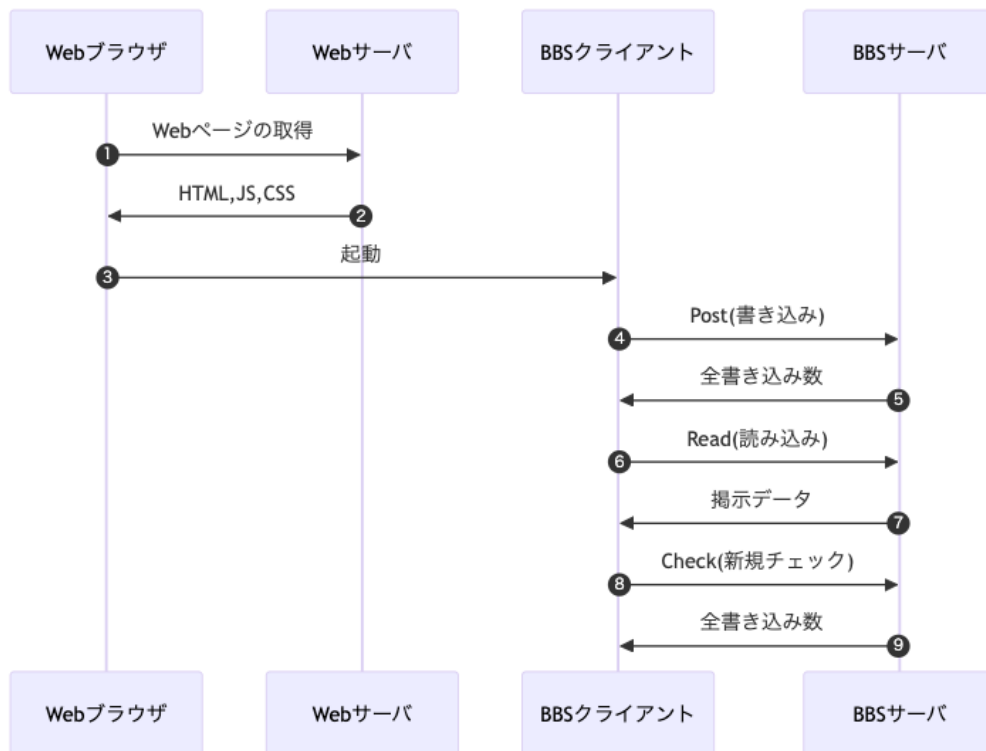 Webブラウザ
Webサーバ
BBSクライアント
BBSサーバ
Webページの取得
1
HTML,JS,CSS
2
起動
3
Post(書き込み)
4
全書き込み数
5
Read(読み込み)
6
掲示データ
7
Check(新規チェック)
8
全書き込み数
9
Webブラウザ
Webサーバ
BBSクライアント
BBSサーバ